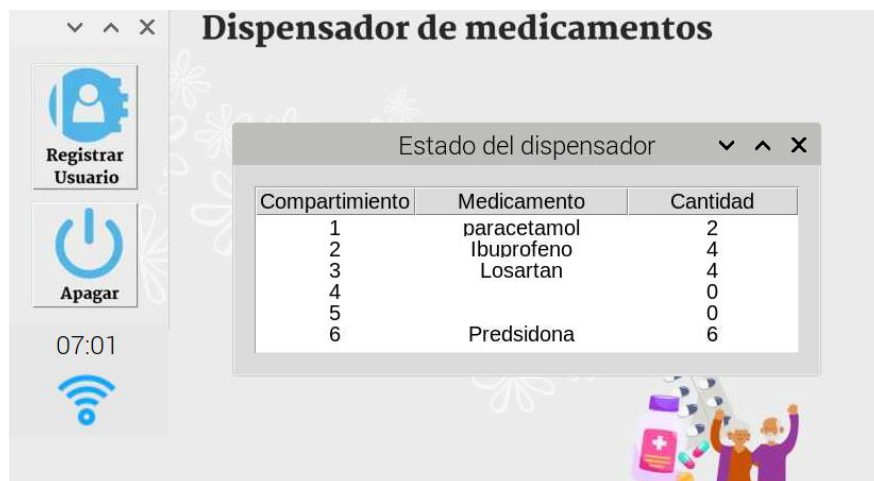 Dispensador de medicamentos
Registrar
Usuario
Apagar
07:01
Estado del dispensador
Compartimiento Medicamento Cantidad
1 paracetamol 2
2 Ibuprofeno 4
3 Losartan 4
4 0
5 0
6 Predsidona 6